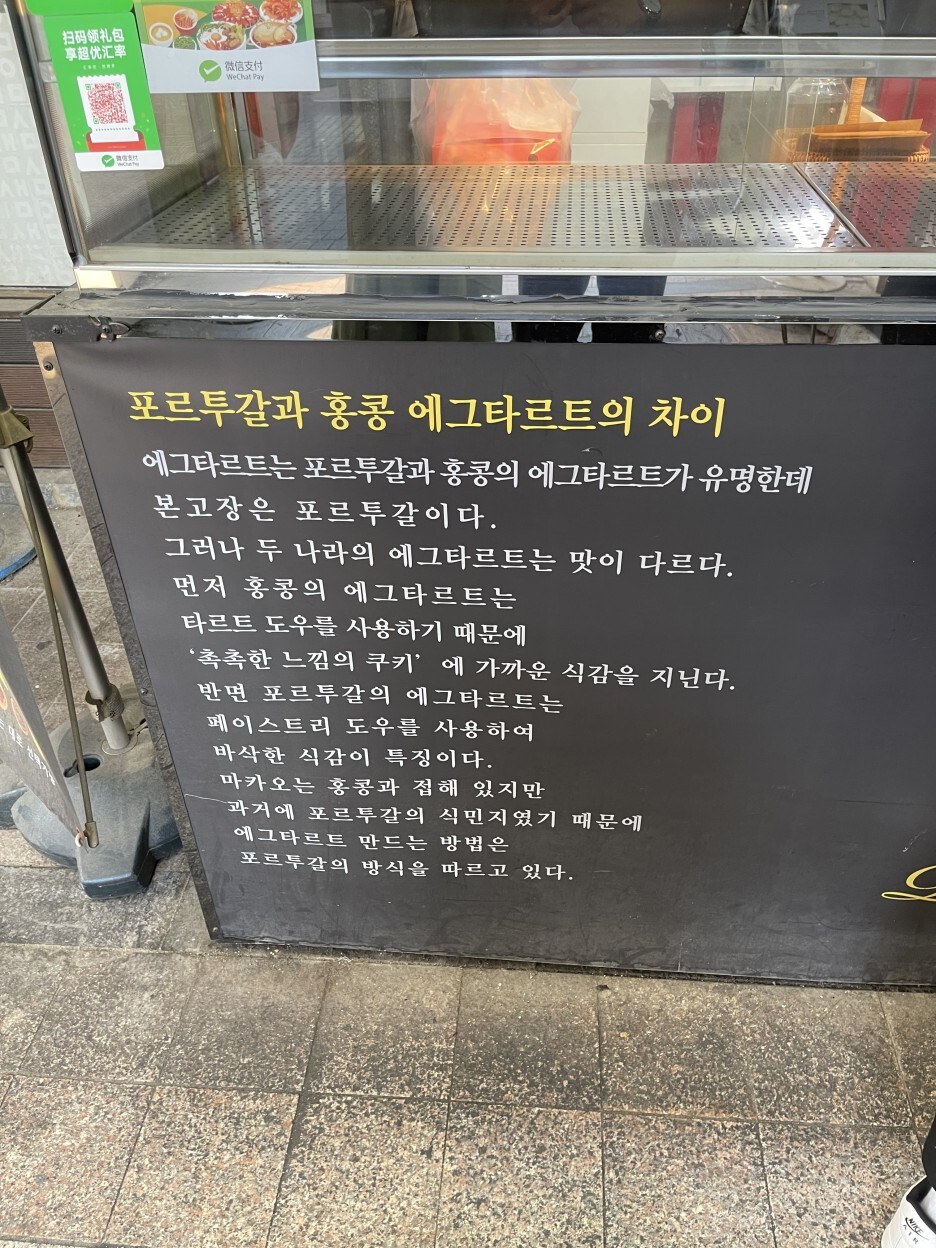 扫码领礼包
享超优汇率
微信支付
WeChat Pay
微信支付
WeChat Pay
포르투갈과 홍콩 에그타르트의 차이
에그타르트는 포르투갈과 홍콩의 에그타르트가 유명한데
본고장은 포르투갈이다.
그러나 두 나라의 에그타르트는 맛이 다르다.
먼저 홍콩의 에그타르트는
타르트 도우를 사용하기 때문에
‘촉촉한 느낌의 쿠키’ 에 가까운 식감을 지닌다.
반면 포르투갈의 에그타르트는
페이스트리 도우를 사용하여
바삭한 식감이 특징이다.
마카오는 홍콩과 접해 있지만
과거에 포르투갈의 식민지였기 때문에
에그타르트 만드는 방법은
포르투갈의 방식을 따르고 있다.
NIKE
AIR